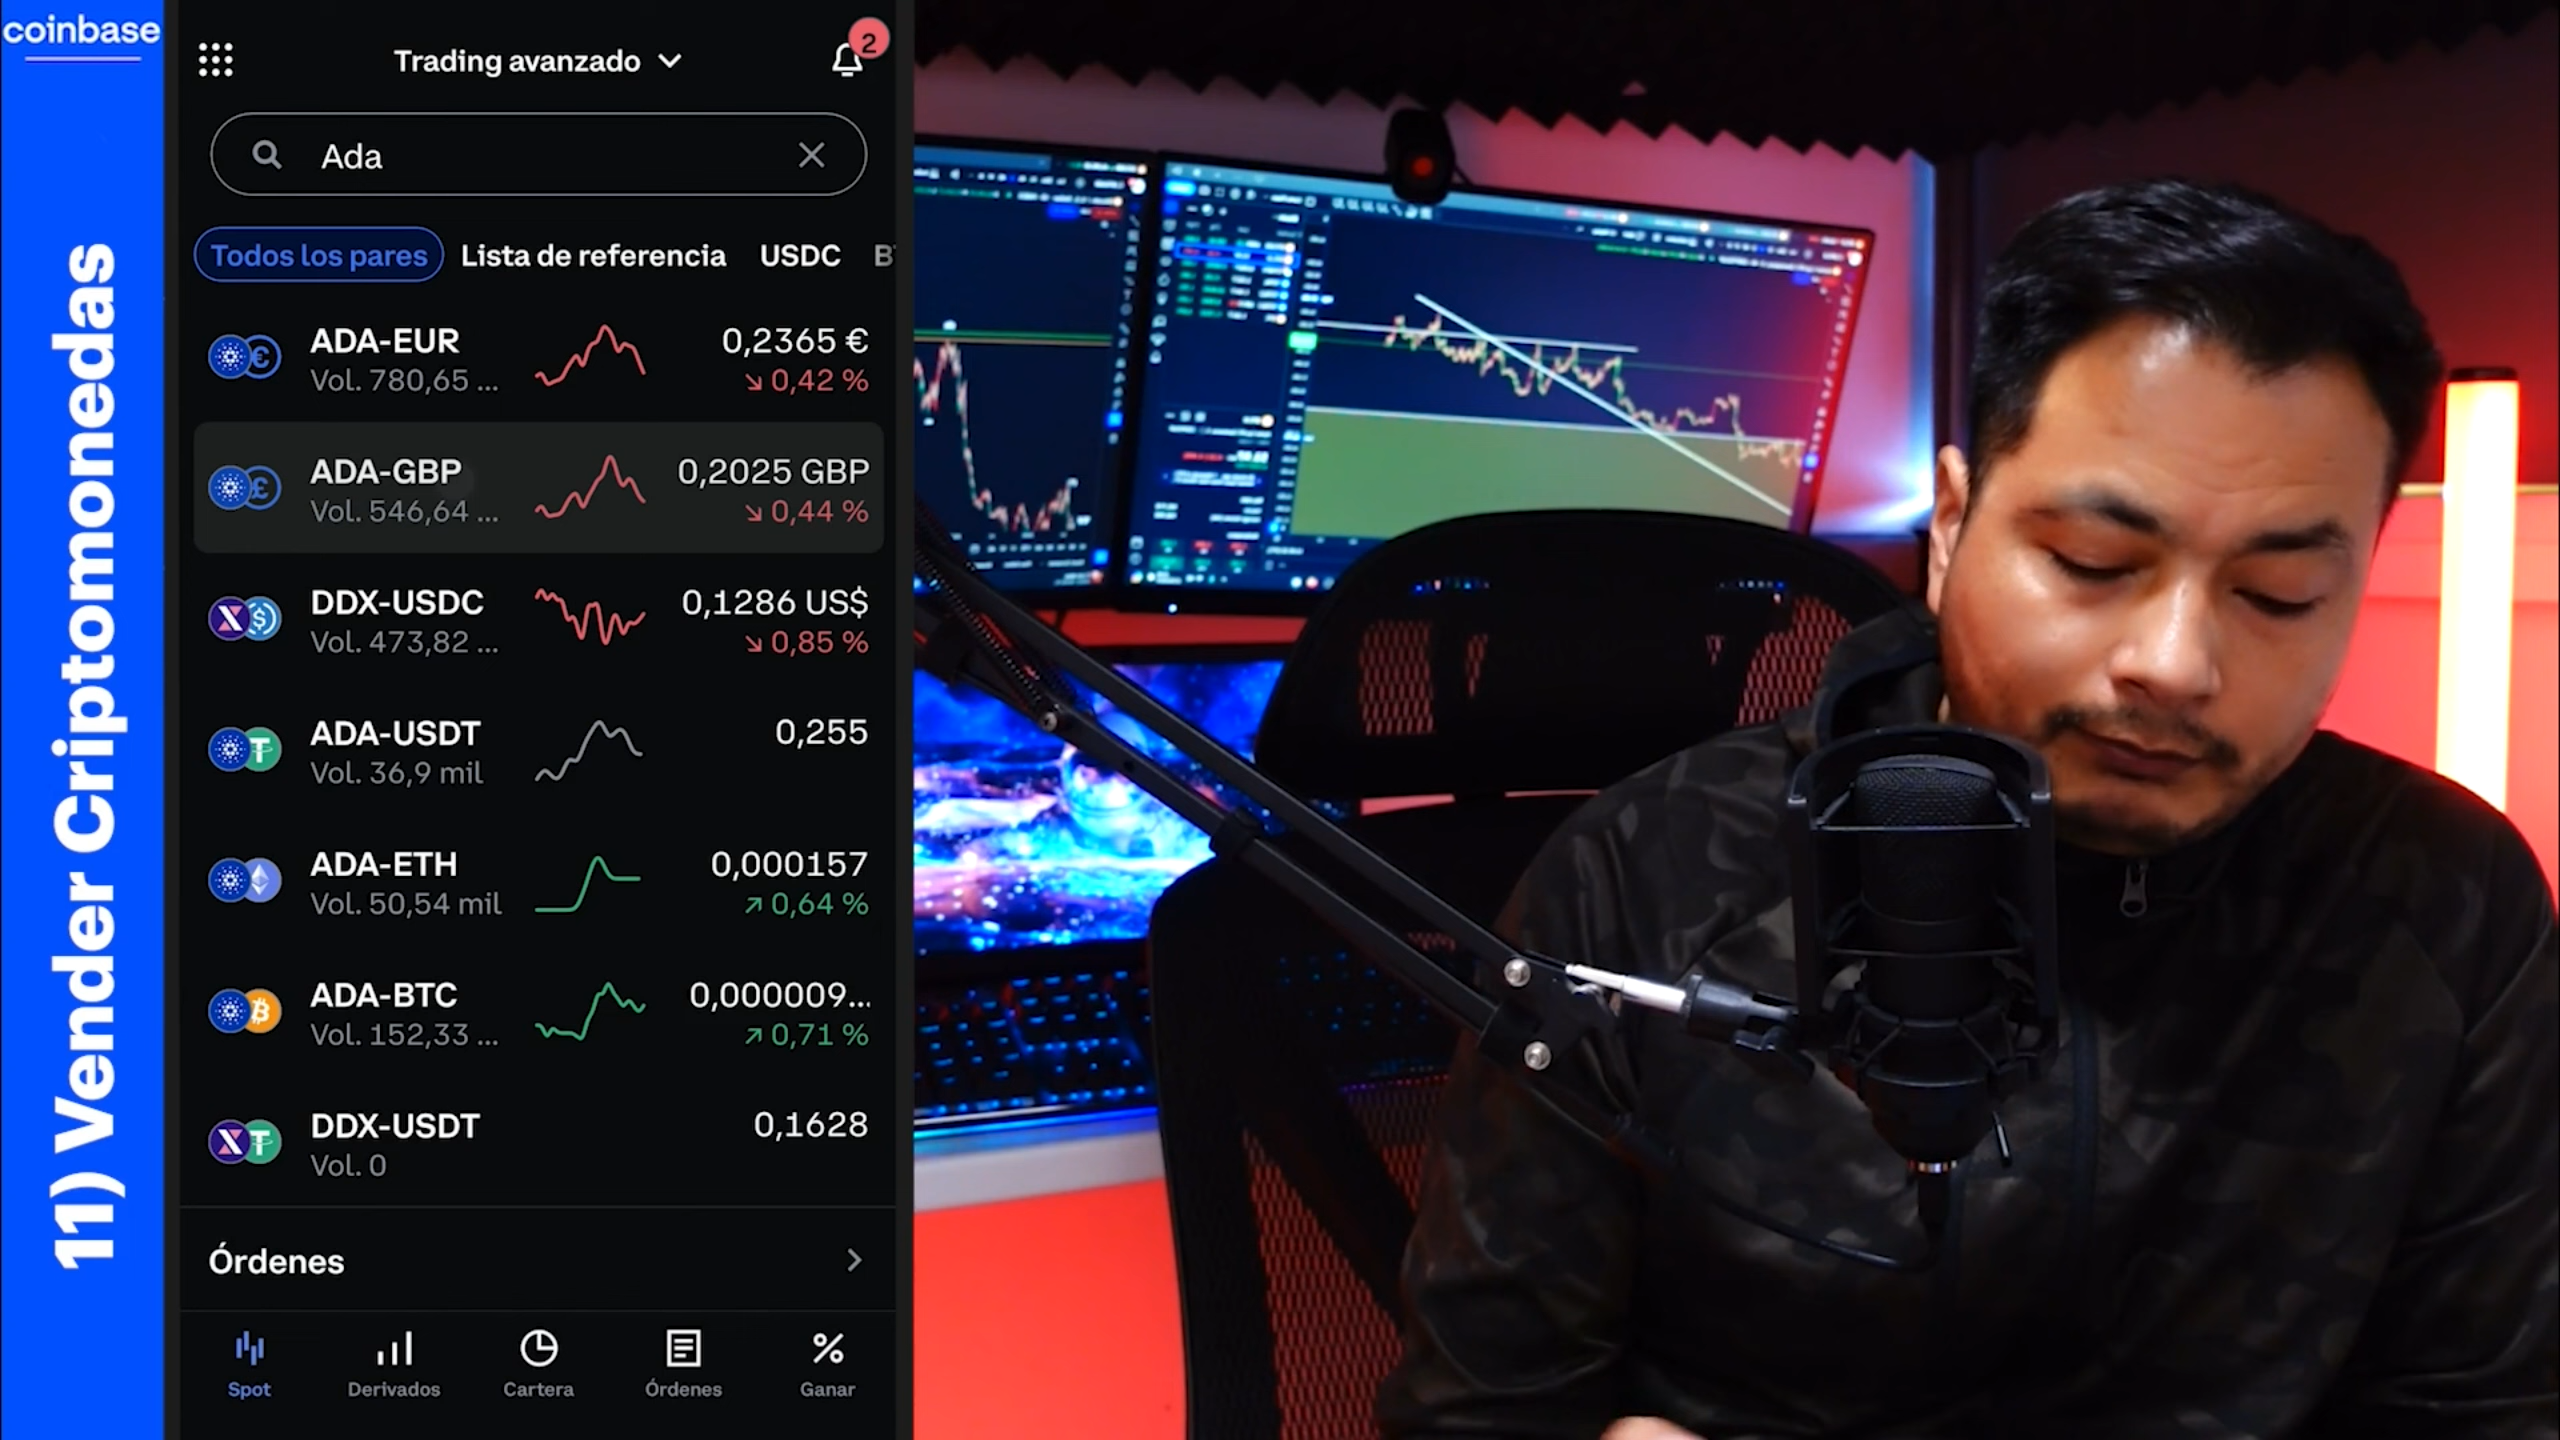 coinbase
11) Vender Criptomonedas
Trading avanzado
2
Ada
Todos los pares Lista de referencia USDC
ADA-EUR 0,2365 €
Vol. 780,65 ... ↘ 0,42 %
ADA-GBP 0,2025 GBP
Vol. 546,64 ... ↘ 0,44 %
DDX-USDC 0,1286 US$
Vol. 473,82 ... ↘ 0,85 %
ADA-USDT 0,255
Vol. 36,9 mil
ADA-ETH 0,000157
Vol. 50,54 mil ↗ 0,64 %
ADA-BTC 0,000009...
Vol. 152,33 ... ↗ 0,71 %
DDX-USDT 0,1628
Vol. 0
Órdenes
Spot Derivados Cartera Órdenes Ganar